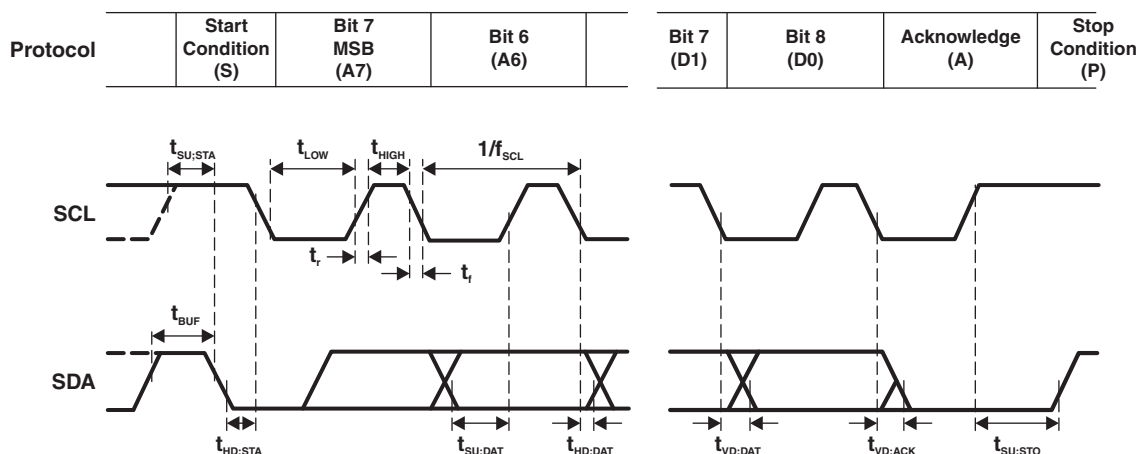 Protocol
Start
Condition
(S)
Bit 7
MSB
(A7)
Bit 6
(A6)
Bit 7
(D1)
Bit 8
(D0)
Acknowledge
(A)
Stop
Condition
(P)
tSU;STA
tLOW
tHIGH
1/fSCL
SCL
tr
tf
tBUF
SDA
tHD;STA
tSU;DAT
tHD;DAT
tVD;DAT
tVD;ACK
tSU;STO